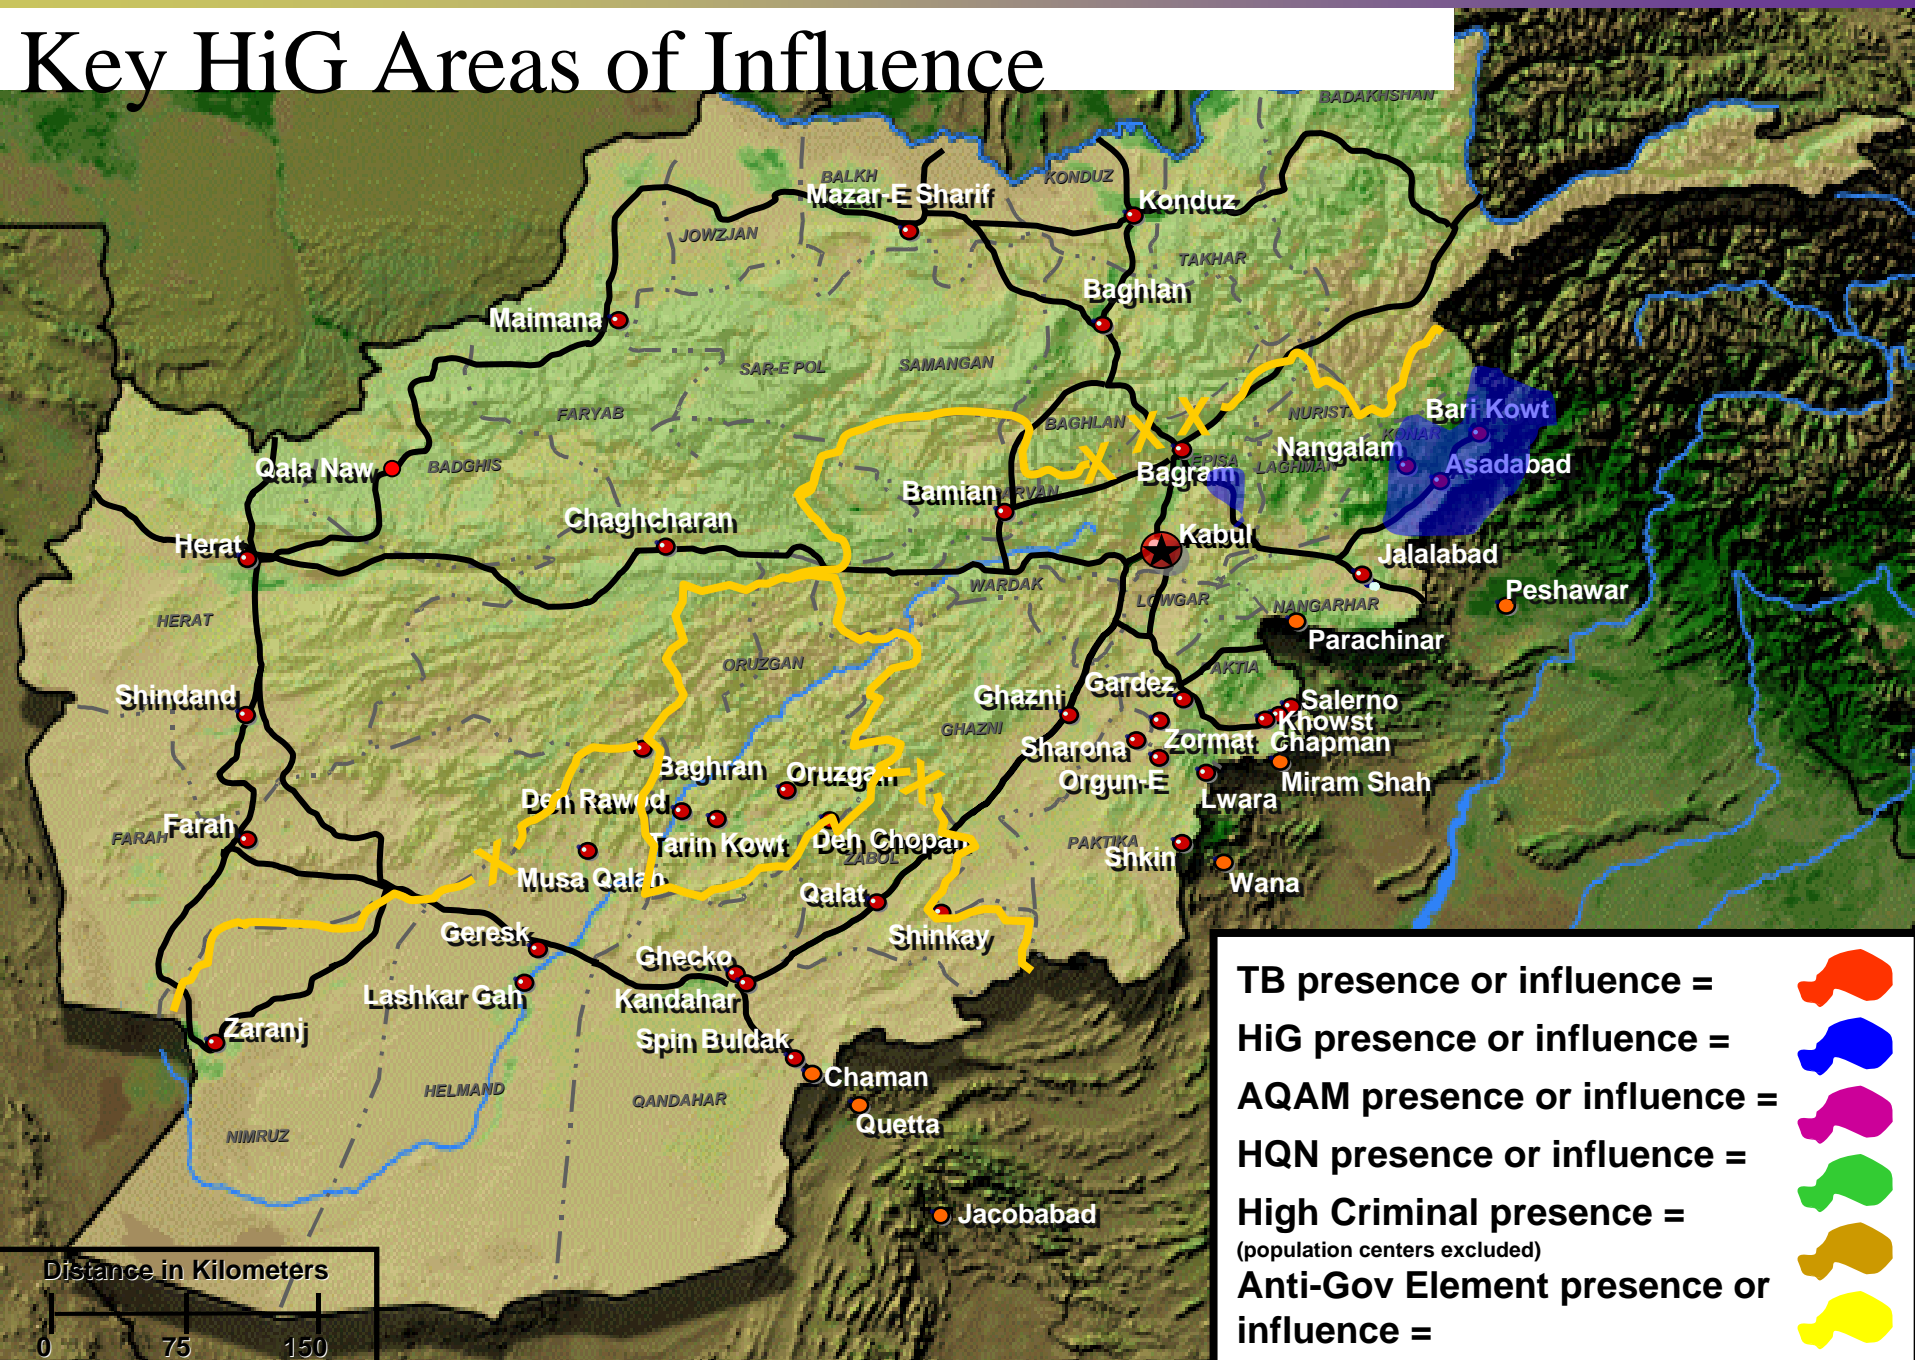 Key HiG Areas of Influence
BADAKHSHAN
BALKH
KONDUZ
Mazar-E Sharif
Konduz
JOWZJAN
TAKHAR
Baghlan
Maimana
SAR-E POL
SAMANGAN
FARYAB
BAGHLAN
NURIST
Bari Kowt
KONAR
Nangalam
Qala Naw
BADGHIS
Bagram
LAGHMAN
Asadabad
Bamian
Chaghcharan
Kabul
Herat
Jalalabad
WARDAK
Peshawar
LOWGAR
NANGARHAR
HERAT
Parachinar
ORUZGAN
AKTIA
Shindand
Ghazni
Gardez
Salerno
Khowst
GHAZNI
Sharona
Zormat
Chapman
Baghran
Oruzgan
Orgun-E
Miram Shah
Deh Rawod
Lwara
Farah
FARAH
Tarin Kowt
Deh Chopan
PAKTIKA
ZABUL
Shkin
Musa Qalah
Wana
Qalat
Geresk
Shinkay
Ghecko
Lashkar Gah
Kandahar
Zaranj
Spin Buldak
Chaman
HELMAND
QANDAHAR
Quetta
NIMRUZ
Jacobabad
TB presence or influence =
HiG presence or influence =
AQAM presence or influence =
HQN presence or influence =
High Criminal presence =
(population centers excluded)
Anti-Gov Element presence or
influence =
Distance in Kilometers
0 75 150